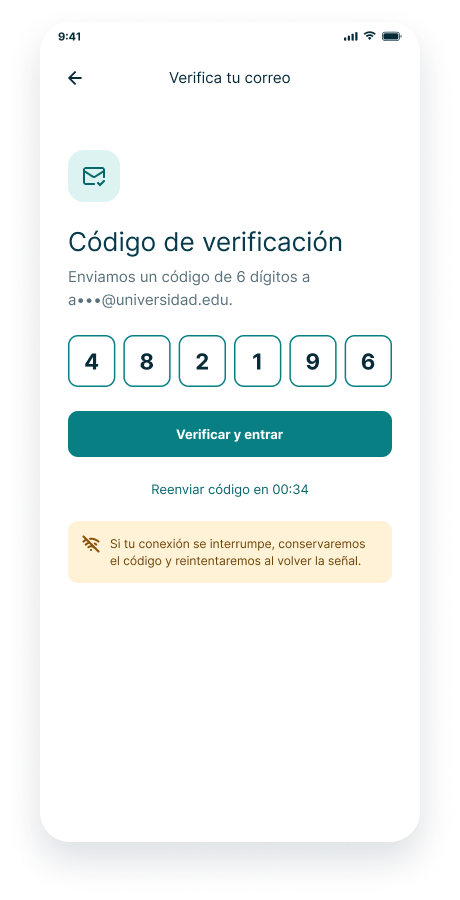 9:41
Verifica tu correo
Código de verificación
Enviamos un código de 6 dígitos a
a•••@universidad.edu.
4 8 2 1 9 6
Verificar y entrar
Reenviar código en 00:34
Si tu conexión se interrumpe, conservaremos
el código y reintentaremos al volver la señal.